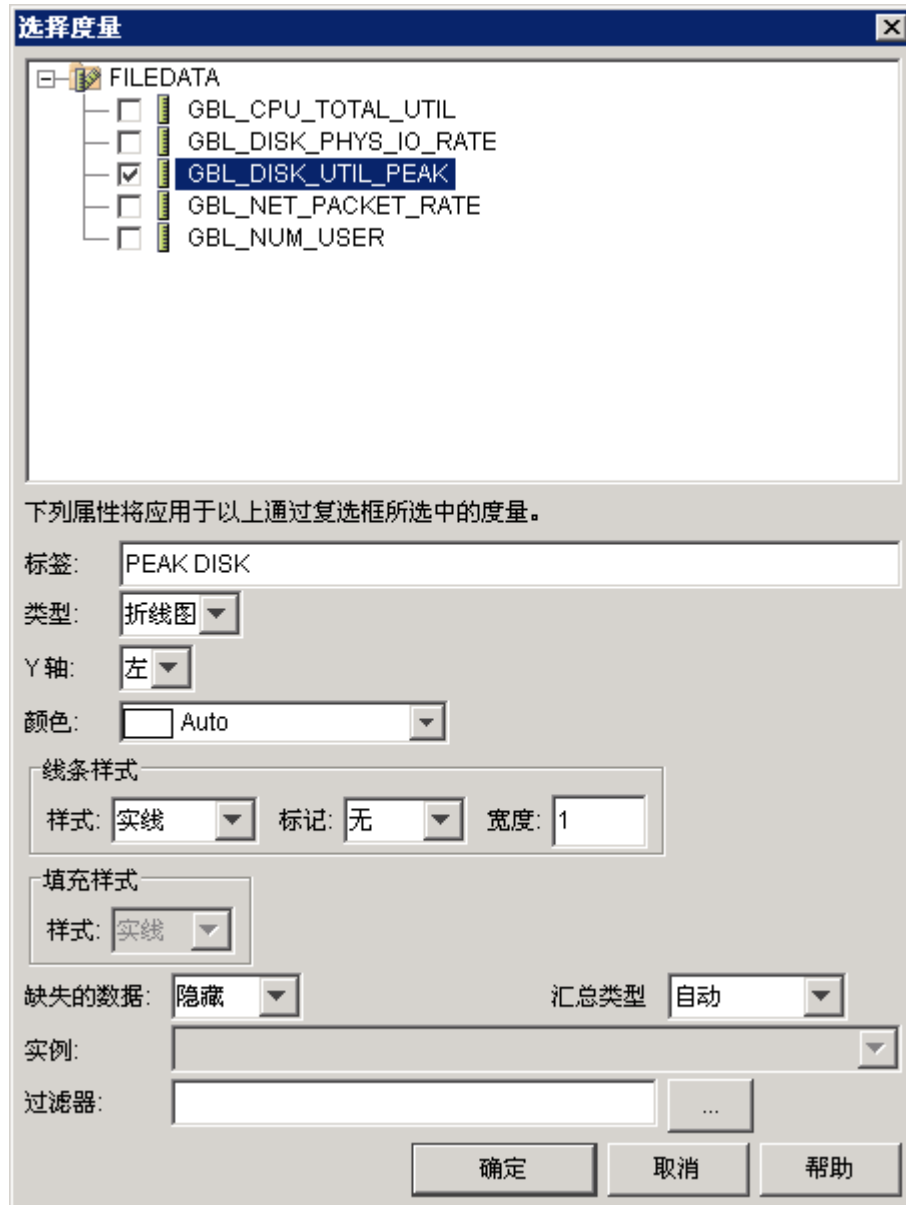 选择度量
FILEDATA
GBL_CPU_TOTAL_UTIL
GBL_DISK_PHYS_IO_RATE
GBL_DISK_UTIL_PEAK
GBL_NET_PACKET_RATE
GBL_NUM_USER
下列属性将应用于以上通过复选框所选中的度量。
标签: PEAK DISK
类型: 折线图
Y 轴: 左
颜色: Auto
线条样式
样式: 实线 标记: 无 宽度: 1
填充样式
样式: 实线
缺失的数据: 隐藏 汇总类型 自动
实例:
过滤器: ...
确定 取消 帮助